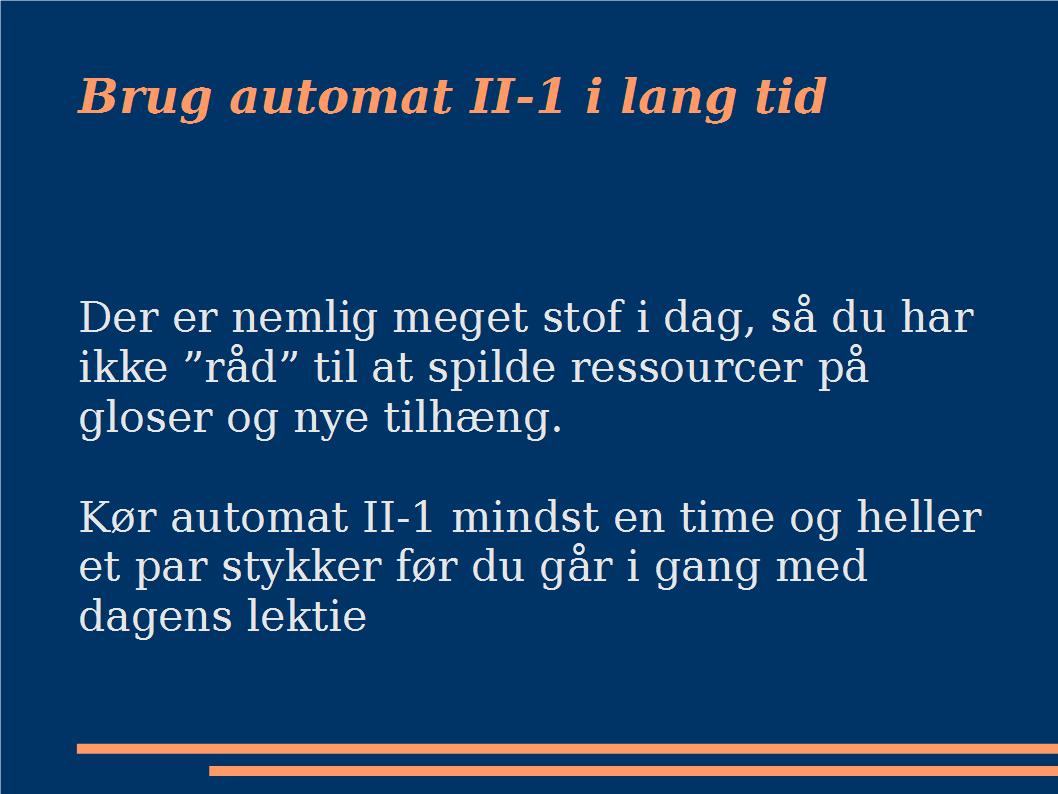 Brug automat II-1 i lang tid
Der er nemlig meget stof i dag, så du har
ikke ”råd” til at spilde ressourcer på
gloser og nye tilhæng.
Kør automat II-1 mindst en time og heller
et par stykker før du går i gang med
dagens lektie